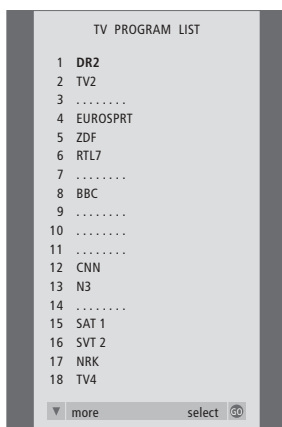 TV PROGRAM LIST
1 DR2
2 TV2
3 . . . . . . . .
4 EUROSPRT
5 ZDF
6 RTL7
7 . . . . . . . .
8 BBC
9 . . . . . . . .
10 . . . . . . . .
11 . . . . . . . .
12 CNN
13 N3
14 . . . . . . . .
15 SAT 1
16 SVT 2
17 NRK
18 TV4
▼ more select GO